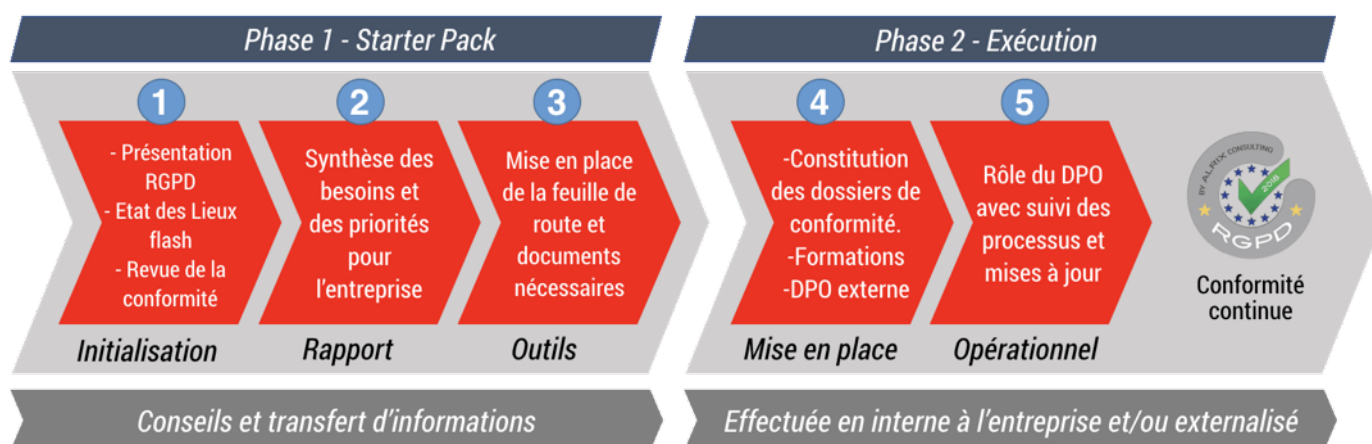 Phase 1 - Starter Pack
Phase 2 - Exécution
1
- Présentation
RGPD
- Etat des Lieux
flash
- Revue de la
conformité
Initialisation
2
Synthèse des
besoins et
des priorités
pour
l'entreprise
Rapport
3
Mise en place
de la feuille de
route et
documents
nécessaires
Outils
4
-Constitution
des dossiers de
conformité.
-Formations
-DPO externe
Mise en place
5
Rôle du DPO
avec suivi des
processus et
mises à jour
Opérationnel
BY ALRIX CONSULTING
2018
RGPD
Conformité
continue
Conseils et transfert d'informations
Effectuée en interne à l'entreprise et/ou externalisé